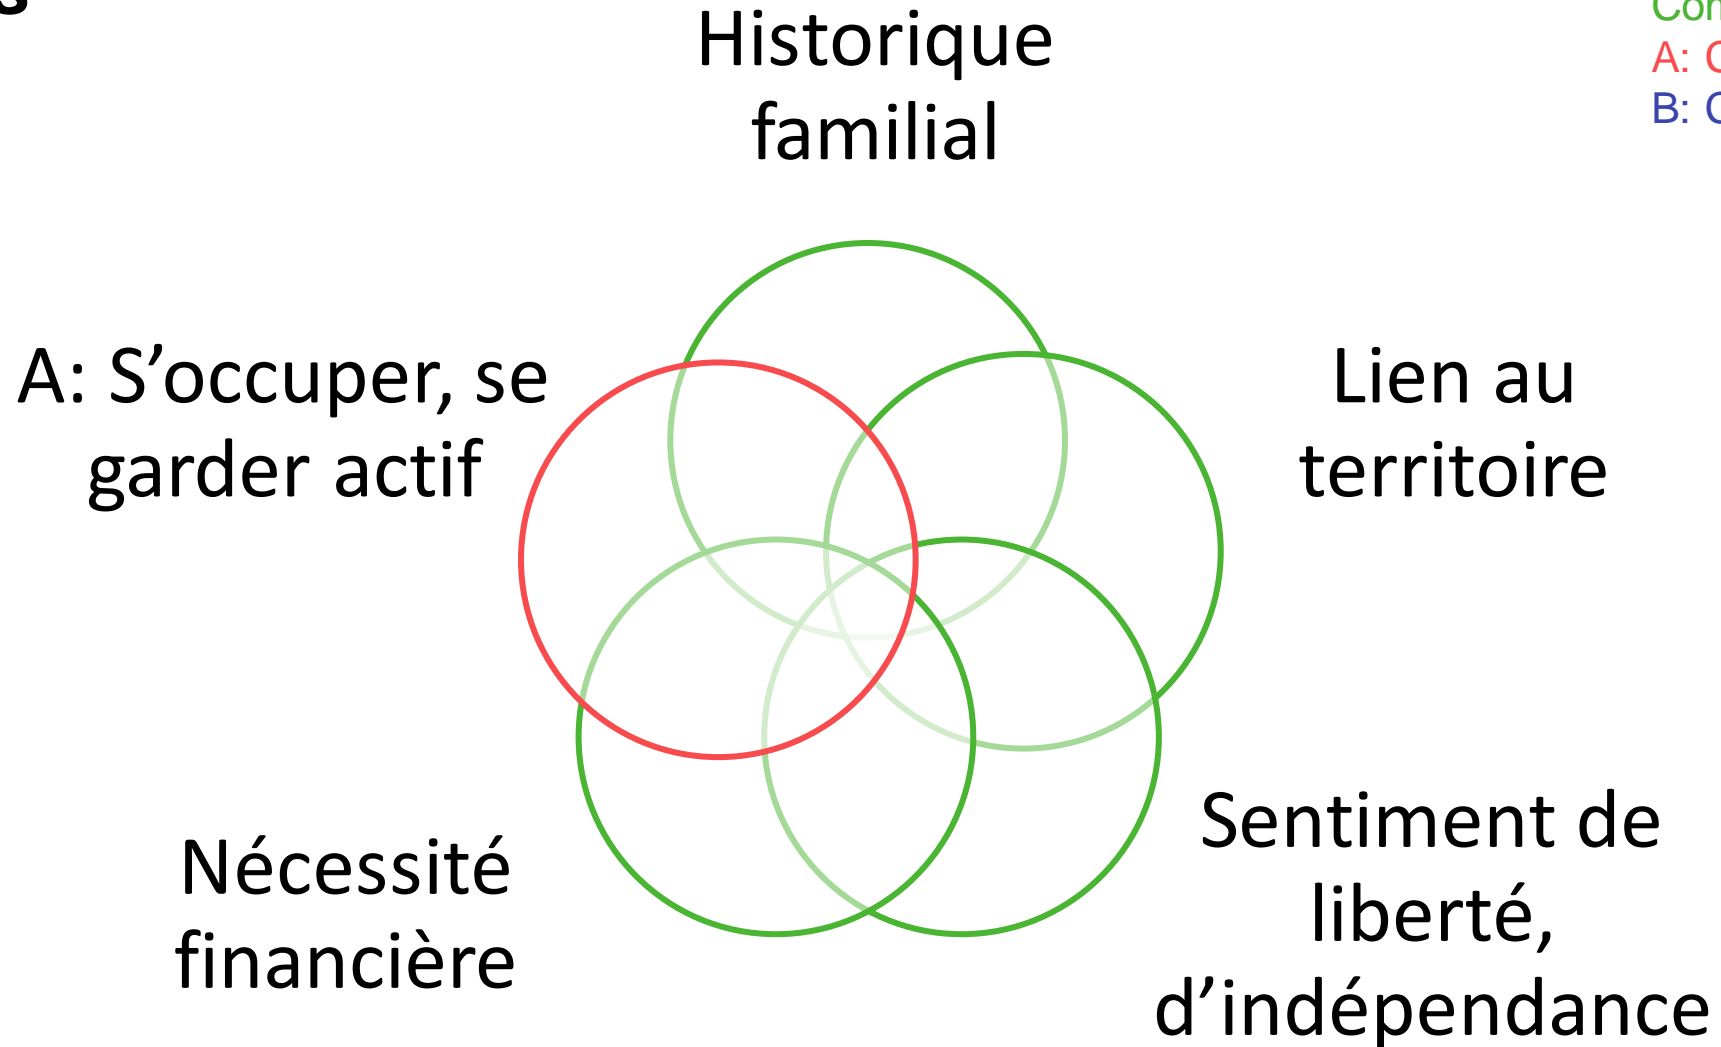 Historique
familial
A:
B:
A: S’occuper, se
garder actif
Lien au
territoire
Nécessité
financière
Sentiment de
liberté,
d’indépendance